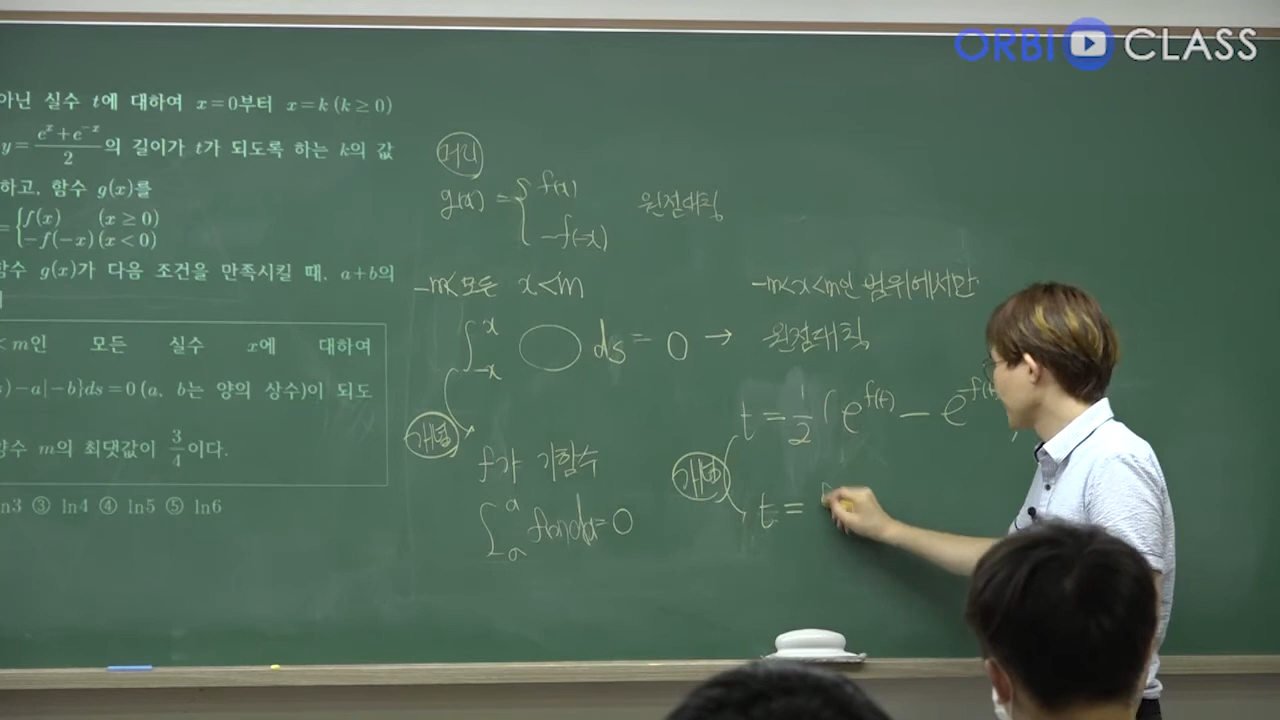 ORBI CLASS
아닌 실수 t에 대하여 x=0부터 x=k (k≥0)
y=\frac{e^x+e^{-x}}{2}의 길이가 t가 되도록 하는 k의 값
하고, 함수 g(x)를
={f(x) (x≥0)
-f(-x) (x<0)
함수 g(x)가 다음 조건을 만족시킬 때, a+b의
<m인 모든 실수 x에 대하여
s)-a|-b}ds=0 (a, b는 양의 상수)이 되도
양수 m의 최댓값이 \frac{3}{4}이다.
ln3 ③ ln4 ④ ln5 ⑤ ln6
g(x) = { f(x)
-f(-x)
원점대칭
-m< 모든 x<m
∫_{-x}^{x} ds = 0 →
개념
f가 기함수
-m<x<m인 범위에서만
원점대칭
t = \frac{1}{2}(e^{f(t)} - e^{-f(t)}
개념
t =